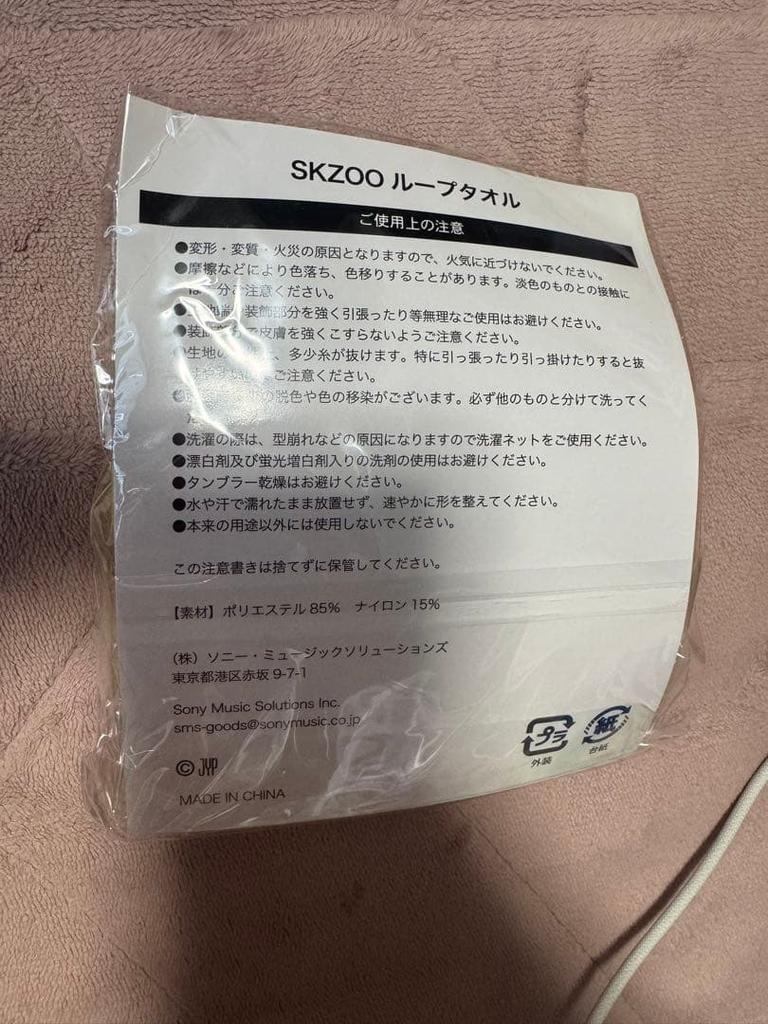 SKZOO ループタオル
ご使用上の注意
●変形・変質・火災の原因となりますので、火気に近づけないでください。
●摩擦などにより色落ち、色移りすることがあります。淡色のものとの接触に
は 分ご注意ください。
● 装飾部分を強く引張ったり等無理なご使用はお避けください。
●装飾 で皮膚を強くこすらないようご注意ください。
●生地の 多少糸が抜けます。特に引っ張ったり引っ掛けたりすると抜
ご注意ください。
● の脱色や色の移染がございます。必ず他のものと分けて洗ってく
●洗濯の際は、型崩れなどの原因になりますので洗濯ネットをご使用ください。
●漂白剤及び蛍光増白剤入りの洗剤の使用はお避けください。
●タンブラー乾燥はお避けください。
●水や汗で濡れたまま放置せず、速やかに形を整えてください。
●本来の用途以外には使用しないでください。
この注意書きは捨てずに保管してください。
【素材】ポリエステル 85% ナイロン 15%
（株）ソニー・ミュージックソリューションズ
東京都港区赤坂 9-7-1
Sony Music Solutions Inc.
sms-goods@sonymusic.co.jp
© JYP
MADE IN CHINA
プラ
外装
紙
台紙